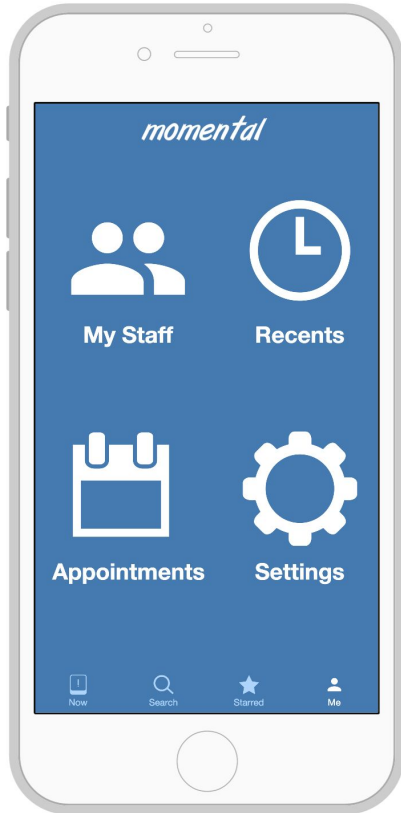 momental
My Staff
Recents
Appointments
Settings
Now
Search
Starred
Me